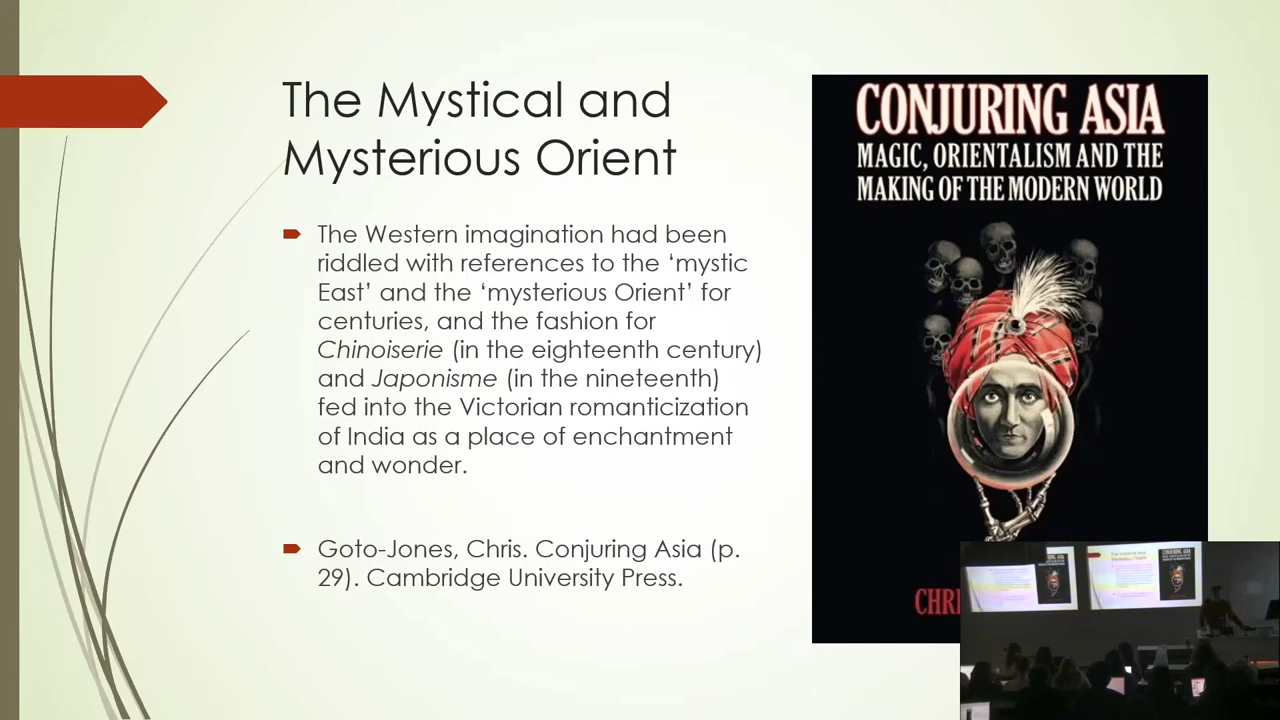 The Mystical and
Mysterious Orient
The Western imagination had been
riddled with references to the ‘mystic
East’ and the ‘mysterious Orient’ for
centuries, and the fashion for
Chinoiserie (in the eighteenth century)
and Japonisme (in the nineteenth)
fed into the Victorian romanticization
of India as a place of enchantment
and wonder.
Goto-Jones, Chris. Conjuring Asia (p.
29). Cambridge University Press.
CONJURING ASIA
MAGIC, ORIENTALISM AND THE
MAKING OF THE MODERN WORLD
CHRI